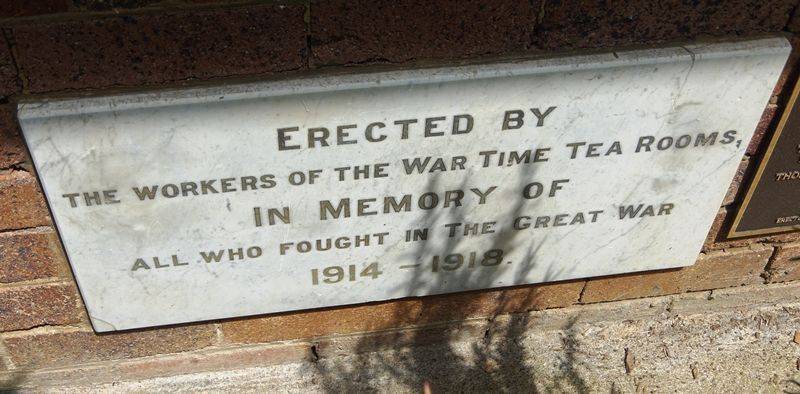 ERECTED BY
THE WORKERS OF THE WAR TIME TEA ROOMS,
IN MEMORY OF
ALL WHO FOUGHT IN THE GREAT WAR
1914 - 1918.